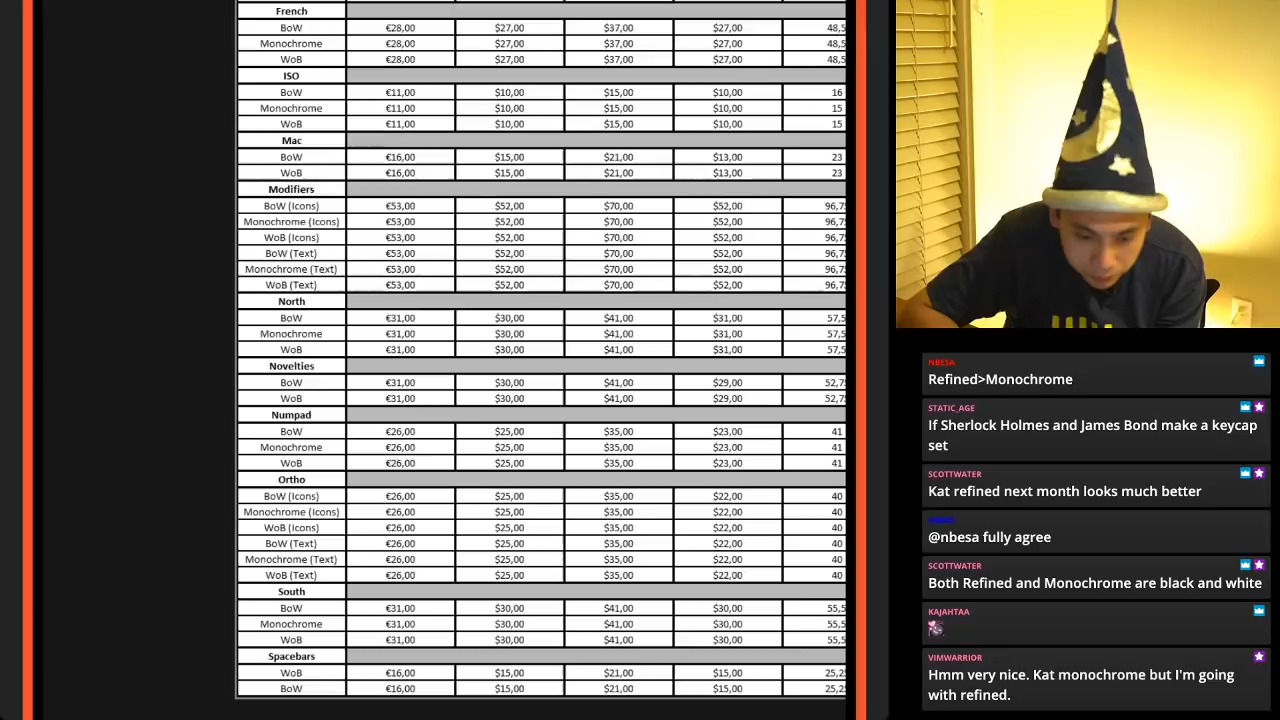 French
BoW €28,00 $27,00 $37,00 $27,00 48,5
Monochrome €28,00 $27,00 $37,00 $27,00 48,5
WoB €28,00 $27,00 $37,00 $27,00 48,5
ISO
BoW €11,00 $10,00 $15,00 $10,00 16
Monochrome €11,00 $10,00 $15,00 $10,00 15
WoB €11,00 $10,00 $15,00 $10,00 15
Mac
BoW €16,00 $15,00 $21,00 $13,00 23
WoB €16,00 $15,00 $21,00 $13,00 23
Modifiers
BoW (Icons) €53,00 $52,00 $70,00 $52,00 96,7
Monochrome (Icons) €53,00 $52,00 $70,00 $52,00 96,7
WoB (Icons) €53,00 $52,00 $70,00 $52,00 96,7
BoW (Text) €53,00 $52,00 $70,00 $52,00 96,7
Monochrome (Text) €53,00 $52,00 $70,00 $52,00 96,7
WoB (Text) €53,00 $52,00 $70,00 $52,00 96,7
North
BoW €31,00 $30,00 $41,00 $31,00 57,5
Monochrome €31,00 $30,00 $41,00 $31,00 57,5
WoB €31,00 $30,00 $41,00 $31,00 57,5
Novelties
BoW €31,00 $30,00 $41,00 $29,00 52,7
WoB €31,00 $30,00 $41,00 $29,00 52,7
Numpad
BoW €26,00 $25,00 $35,00 $23,00 41
Monochrome €26,00 $25,00 $35,00 $23,00 41
WoB €26,00 $25,00 $35,00 $23,00 41
Ortho
BoW (Icons) €26,00 $25,00 $35,00 $22,00 40
Monochrome (Icons) €26,00 $25,00 $35,00 $22,00 40
WoB (Icons) €26,00 $25,00 $35,00 $22,00 40
BoW (Text) €26,00 $25,00 $35,00 $22,00 40
Monochrome (Text) €26,00 $25,00 $35,00 $22,00 40
WoB (Text) €26,00 $25,00 $35,00 $22,00 40
South
BoW €31,00 $30,00 $41,00 $30,00 55,5
Monochrome €31,00 $30,00 $41,00 $30,00 55,5
WoB €31,00 $30,00 $41,00 $30,00 55,5
Spacebars
WoB €16,00 $15,00 $21,00 $15,00 25,2
BoW €16,00 $15,00 $21,00 $15,00 25,2
NBESA
Refined>Monochrome
STATIC_AGE
If Sherlock Holmes and James Bond make a keycap
set
SCOTTWATER
Kat refined next month looks much better
@nbesa fully agree
SCOTTWATER
Both Refined and Monochrome are black and white
KAJAHTAA
VIMWARRIOR
Hmm very nice. Kat monochrome but I'm going
with refined.